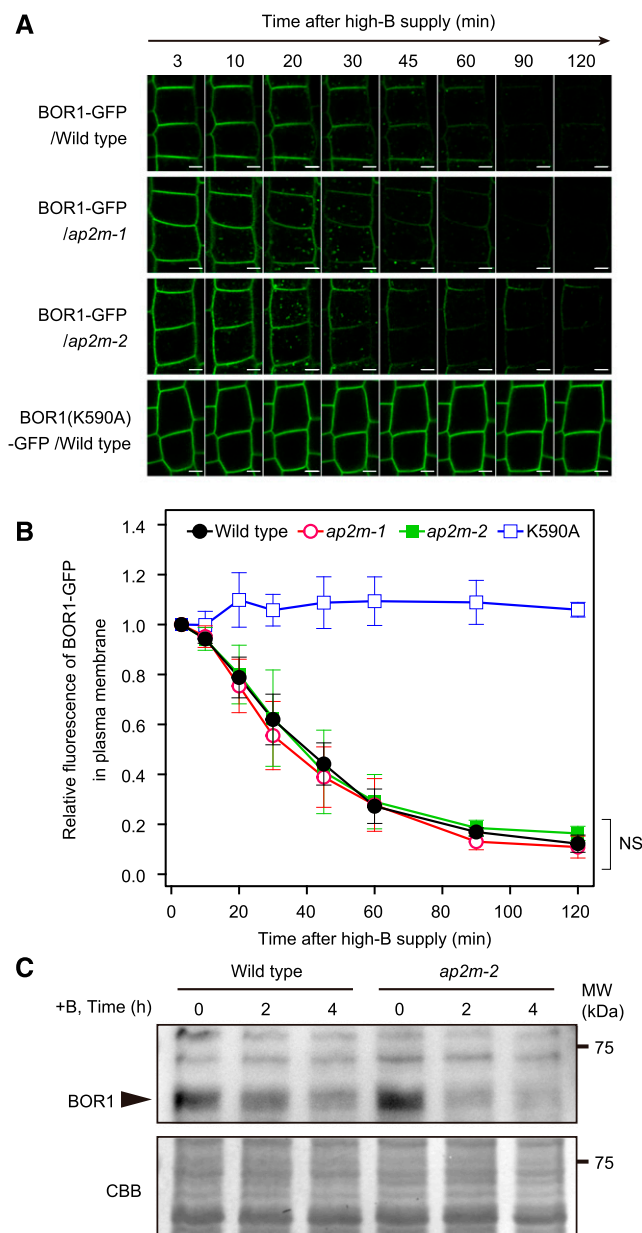 A
Time after high-B supply (min)
3 10 20 30 45 60 90 120
BOR1-GFP
/Wild type
BOR1-GFP
/ap2m-1
BOR1-GFP
/ap2m-2
BOR1(K590A)
-GFP /Wild type
B
Wild type ap2m-1 ap2m-2 K590A
Relative fluorescence of BOR1-GFP
in plasma membrane
1.4
1.2
1.0
0.8
0.6
0.4
0.2
0.0
NS
0 20 40 60 80 100 120
Time after high-B supply (min)
C
Wild type ap2m-2
MW
(kDa)
+B, Time (h) 0 2 4 0 2 4
75
BOR1
75
CBB